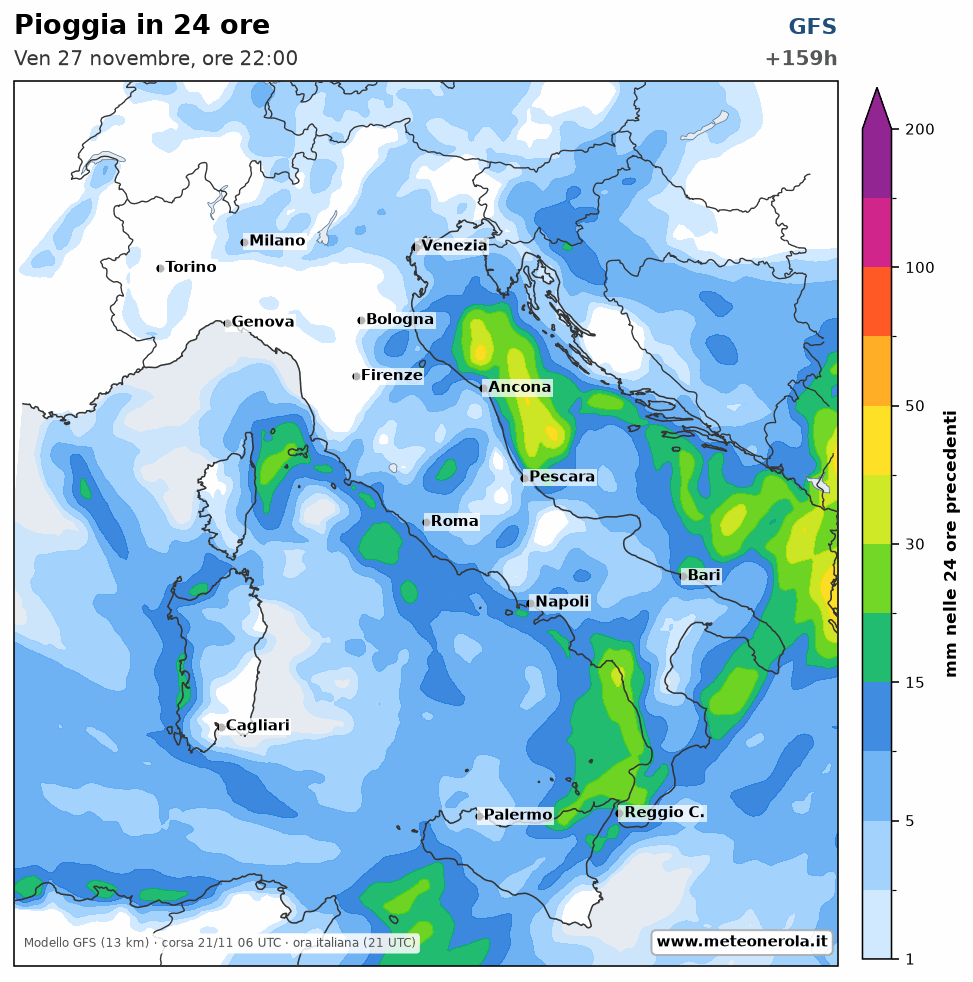 Pioggia in 24 ore
GFS
Ven 27 novembre, ore 22:00
+159h
200
100
50
30
15
5
1
mm nelle 24 ore precedenti
Milano
Venezia
Torino
Genova
Bologna
Firenze
Ancona
Pescara
Roma
Bari
Napoli
Cagliari
Palermo
Reggio C.
Modello GFS (13 km) · corsa 21/11 06 UTC · ora italiana (21 UTC)
www.meteonerola.it